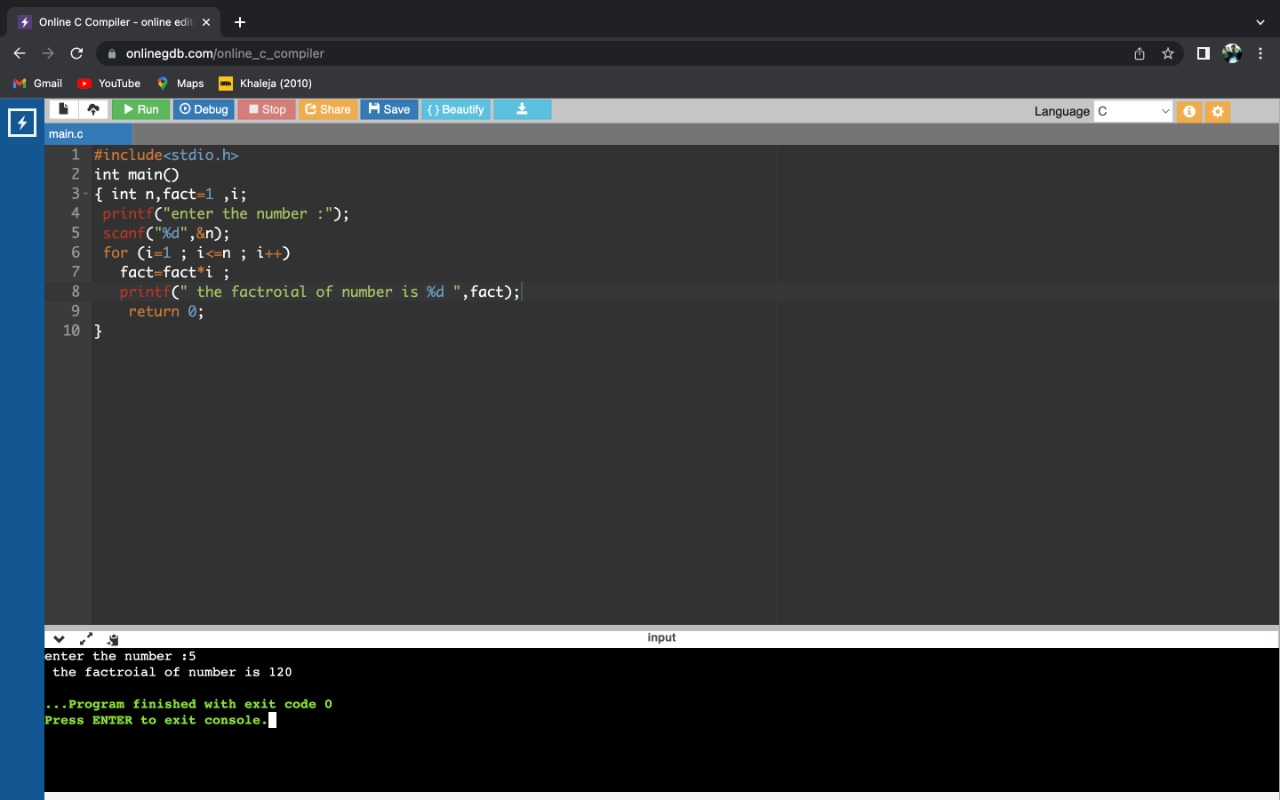 Online C Compiler - online edit
onlinegdb.com/online_c_compiler
Gmail YouTube Maps Khaleja (2010)
Run Debug Stop Share Save {} Beautify Language C
main.c
1 #include<stdio.h>
2 int main()
3 { int n,fact=1 ,i;
4 printf("enter the number :");
5 scanf("%d",&n);
6 for (i=1 ; i<=n ; i++)
7 fact=fact*i ;
8 printf(" the factroial of number is %d ",fact);
9 return 0;
10 }
input
enter the number :5
the factroial of number is 120
...Program finished with exit code 0
Press ENTER to exit console.